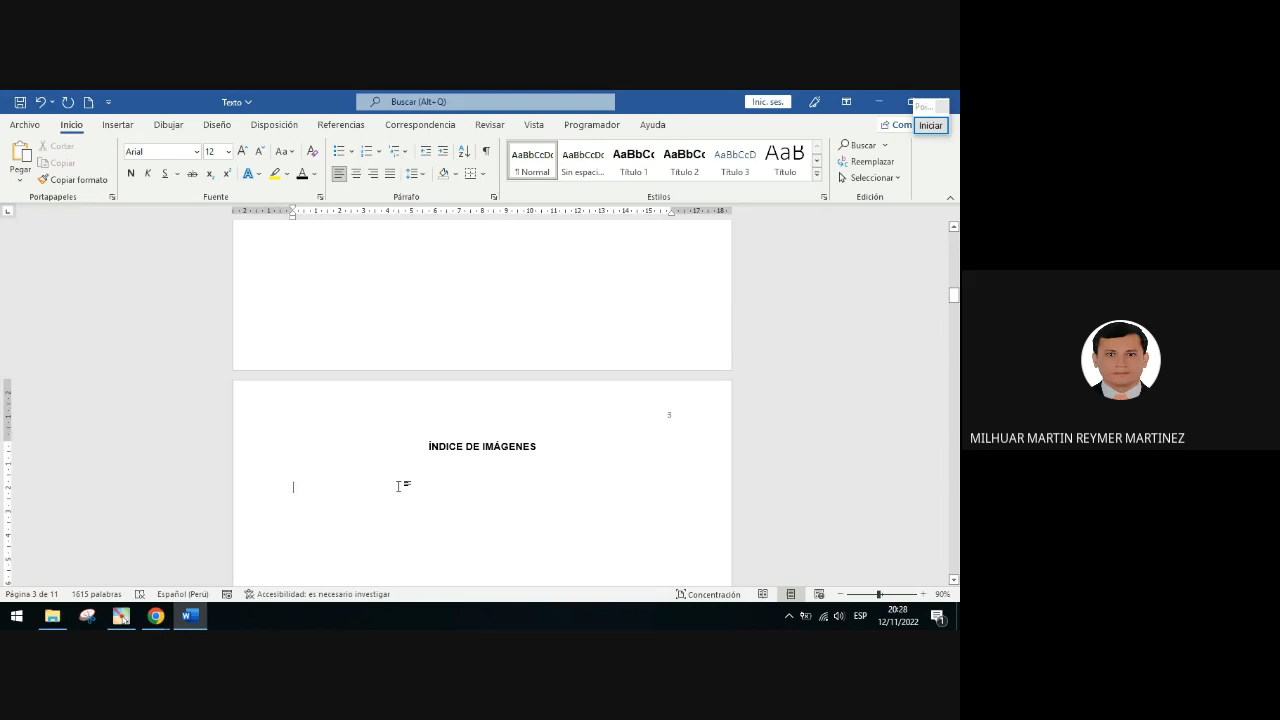 Texto
Buscar (Alt+Q)
Inic. ses.
Archivo Inicio Insertar Dibujar Diseño Disposición Referencias Correspondencia Revisar Vista Programador Ayuda
Com
Iniciar
Pegar
Cortar
Copiar
Copiar formato
Portapapeles
Arial 12
Aa
N K S
Fuente
Párrafo
AaBbCcDc AaBbCcDc AaBbCc AaBbCc AaBbCcD AaB
¶ Normal Sin espaci... Título 1 Título 2 Título 3 Título
Estilos
Buscar
Reemplazar
Seleccionar
Edición
3
ÍNDICE DE IMÁGENES
MILHUAR MARTIN REYMER MARTINEZ
Página 3 de 11 1615 palabras Español (Perú) Accesibilidad: es necesario investigar Concentración 90%
ESP
20:28
12/11/2022